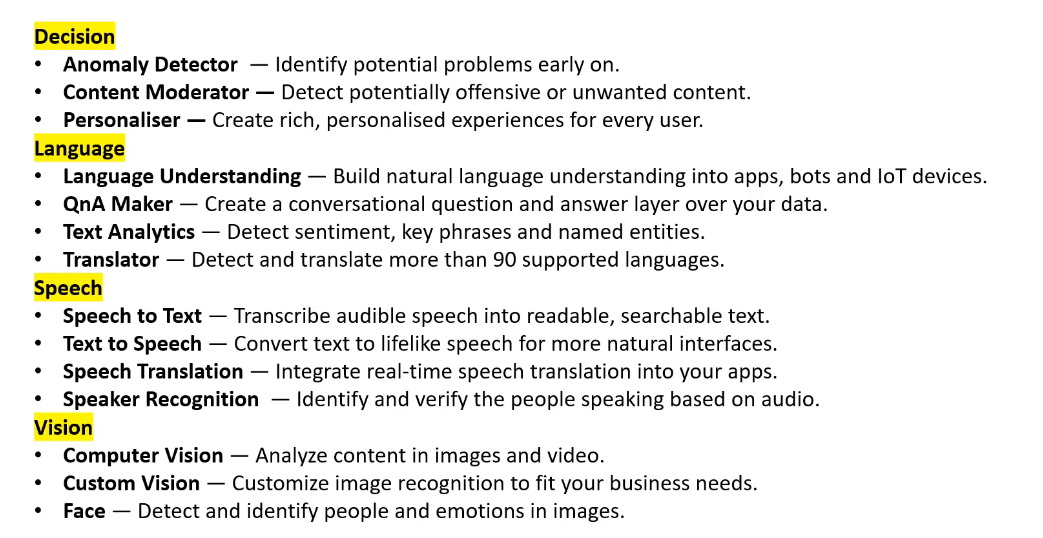 Decision
• Anomaly Detector — Identify potential problems early on.
• Content Moderator — Detect potentially offensive or unwanted content.
• Personaliser — Create rich, personalised experiences for every user.
Language
• Language Understanding — Build natural language understanding into apps, bots and IoT devices.
• QnA Maker — Create a conversational question and answer layer over your data.
• Text Analytics — Detect sentiment, key phrases and named entities.
• Translator — Detect and translate more than 90 supported languages.
Speech
• Speech to Text — Transcribe audible speech into readable, searchable text.
• Text to Speech — Convert text to lifelike speech for more natural interfaces.
• Speech Translation — Integrate real-time speech translation into your apps.
• Speaker Recognition — Identify and verify the people speaking based on audio.
Vision
• Computer Vision — Analyze content in images and video.
• Custom Vision — Customize image recognition to fit your business needs.
• Face — Detect and identify people and emotions in images.